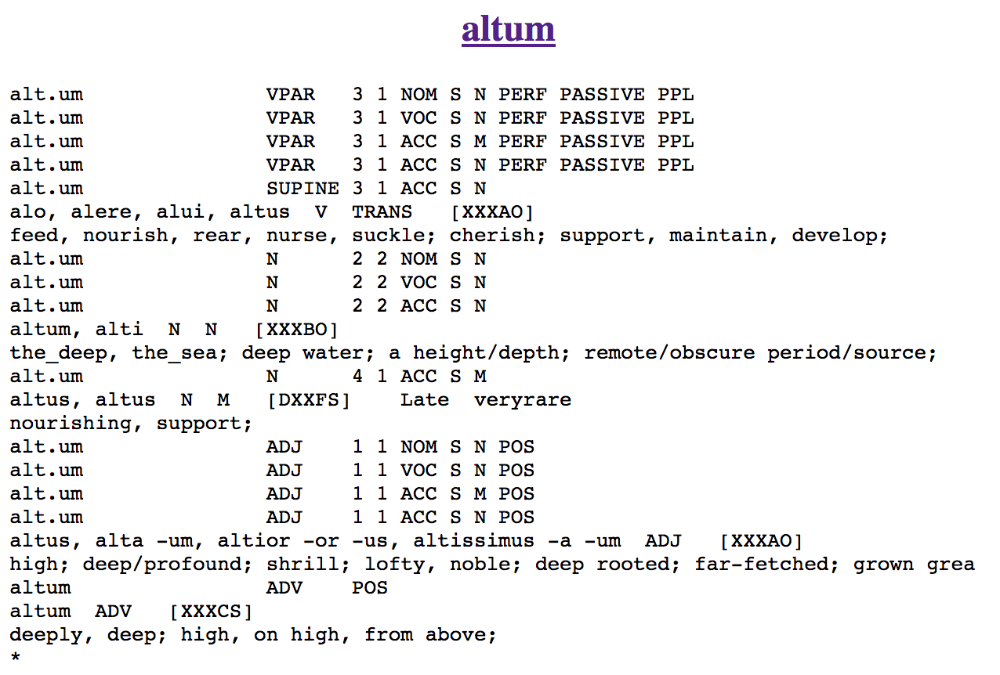 altum
alt.um                VPAR   3 1 NOM S N PERF PASSIVE PPL
alt.um                VPAR   3 1 VOC S N PERF PASSIVE PPL
alt.um                VPAR   3 1 ACC S M PERF PASSIVE PPL
alt.um                VPAR   3 1 ACC S N PERF PASSIVE PPL
alt.um                SUPINE 3 1 ACC S N
alo, alere, alui, altus  V  TRANS   [XXXAO]
feed, nourish, rear, nurse, suckle; cherish; support, maintain, develop;
alt.um                N      2 2 NOM S N
alt.um                N      2 2 VOC S N
alt.um                N      2 2 ACC S N
altum, alti  N  N   [XXXBO]
the_deep, the_sea; deep water; a height/depth; remote/obscure period/source;
alt.um                N      4 1 ACC S M
altus, altus  N  M   [DXXFS]    Late  veryrare
nourishing, support;
alt.um                ADJ    1 1 NOM S N POS
alt.um                ADJ    1 1 VOC S N POS
alt.um                ADJ    1 1 ACC S M POS
alt.um                ADJ    1 1 ACC S N POS
altus, alta -um, altior -or -us, altissimus -a -um  ADJ   [XXXAO]
high; deep/profound; shrill; lofty, noble; deep rooted; far-fetched; grown grea
altum                 ADV    POS
altum  ADV   [XXXCS]
deeply, deep; high, on high, from above;
*